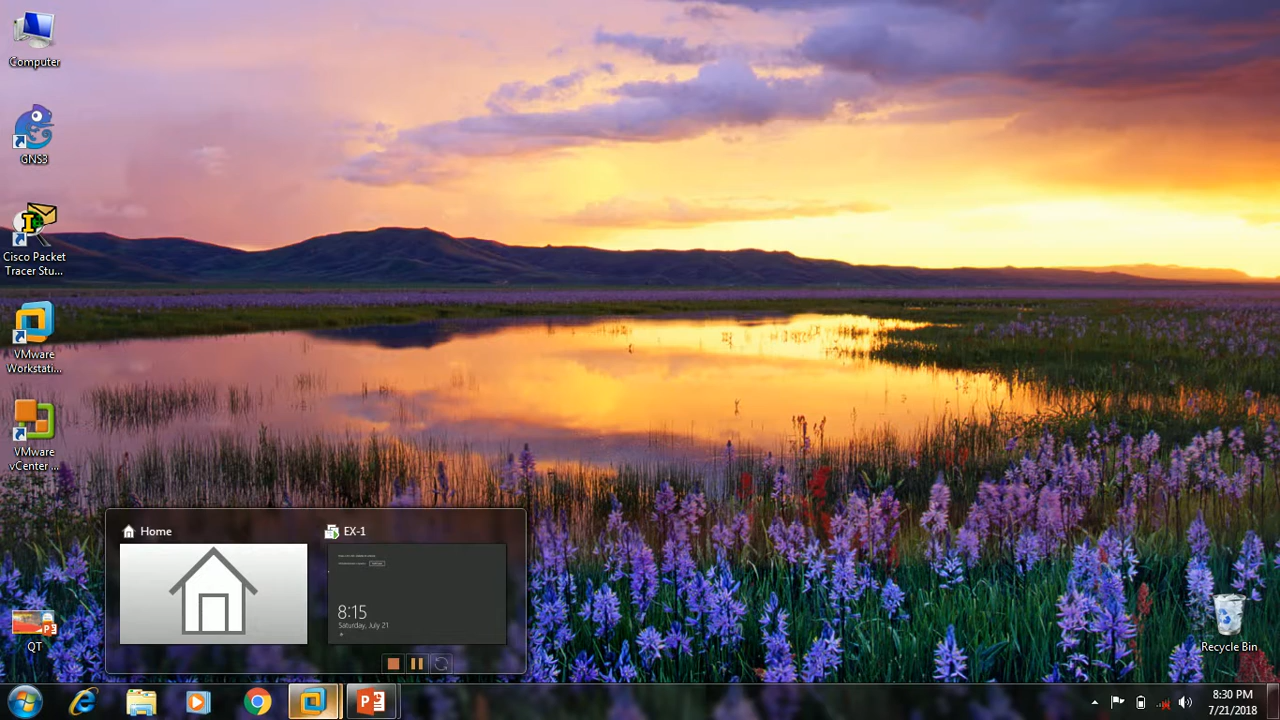 Computer
GNS3
Cisco Packet
Tracer Stu...
VMware
Workstati...
VMware
vCenter ...
Home
EX-1
8:15
Saturday, July 21
QT
Recycle Bin
8:30 PM
7/21/2018